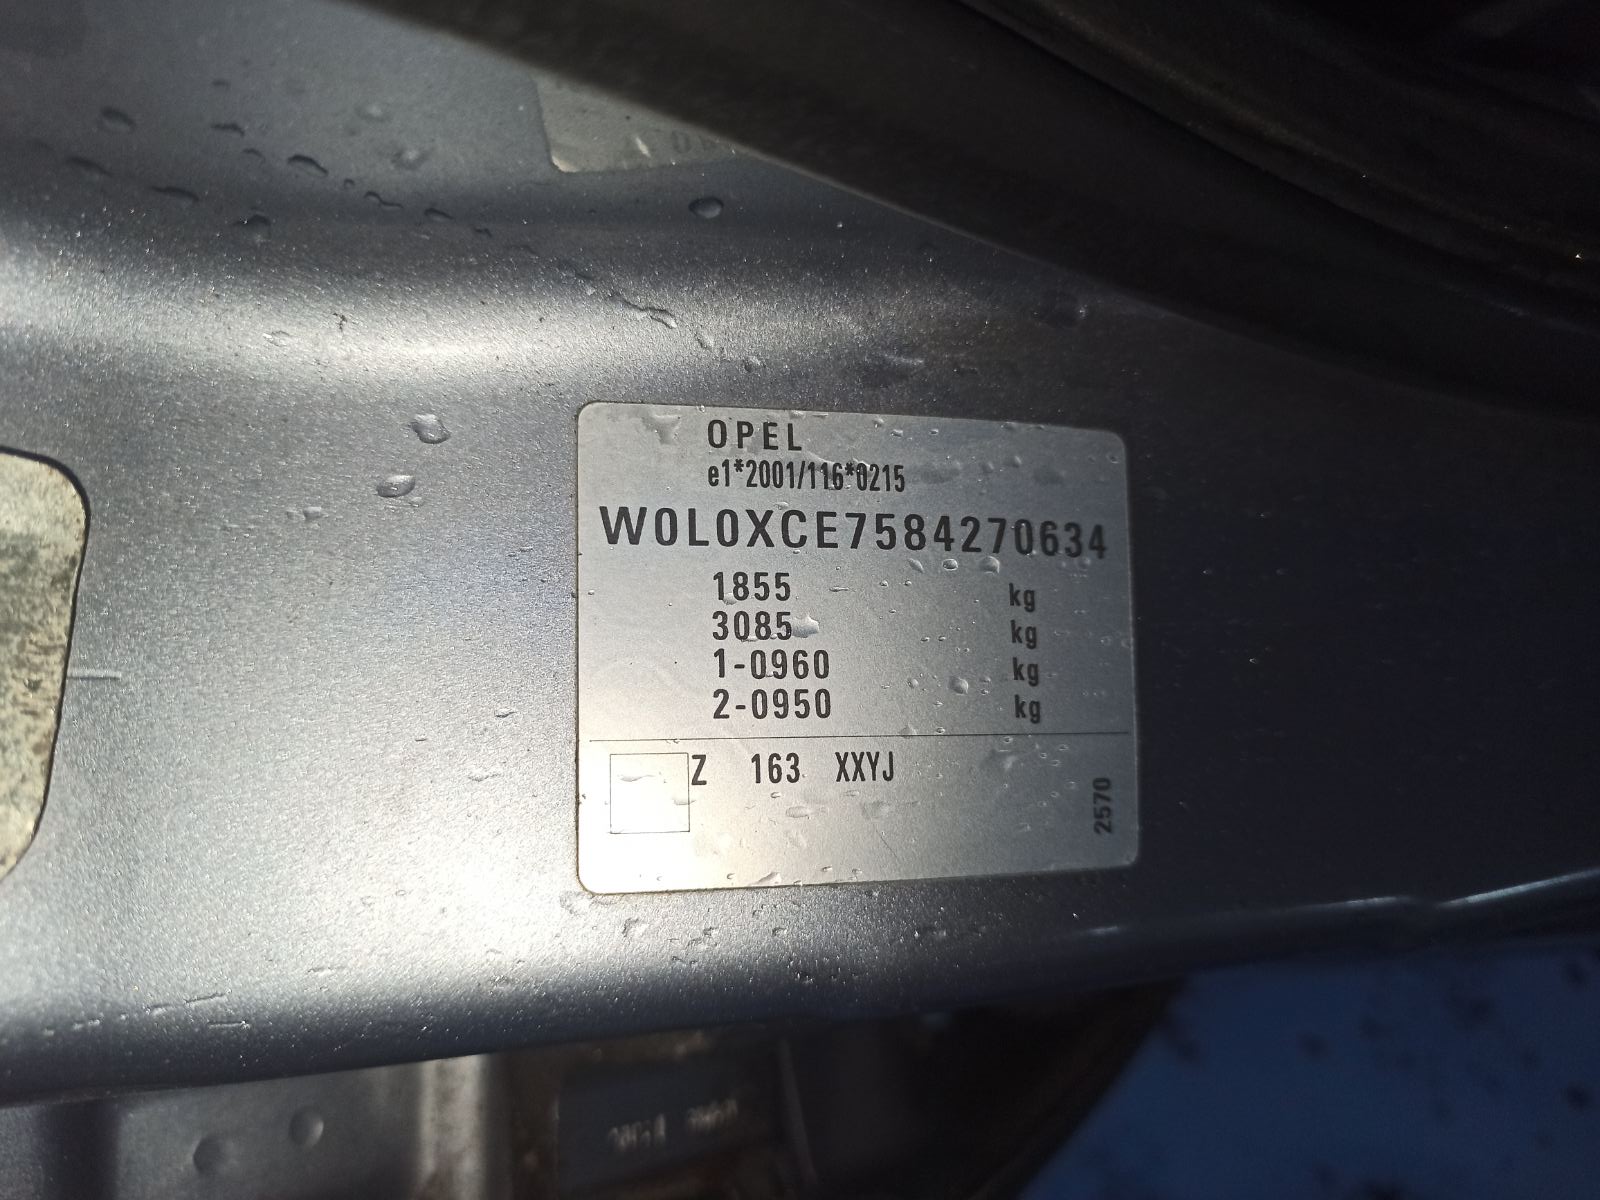 OPEL
e1*2001/116*0215
W0L0XCE7584270634
1855 kg
3085 kg
1-0960 kg
2-0950 kg
Z 163 XXYJ
2570